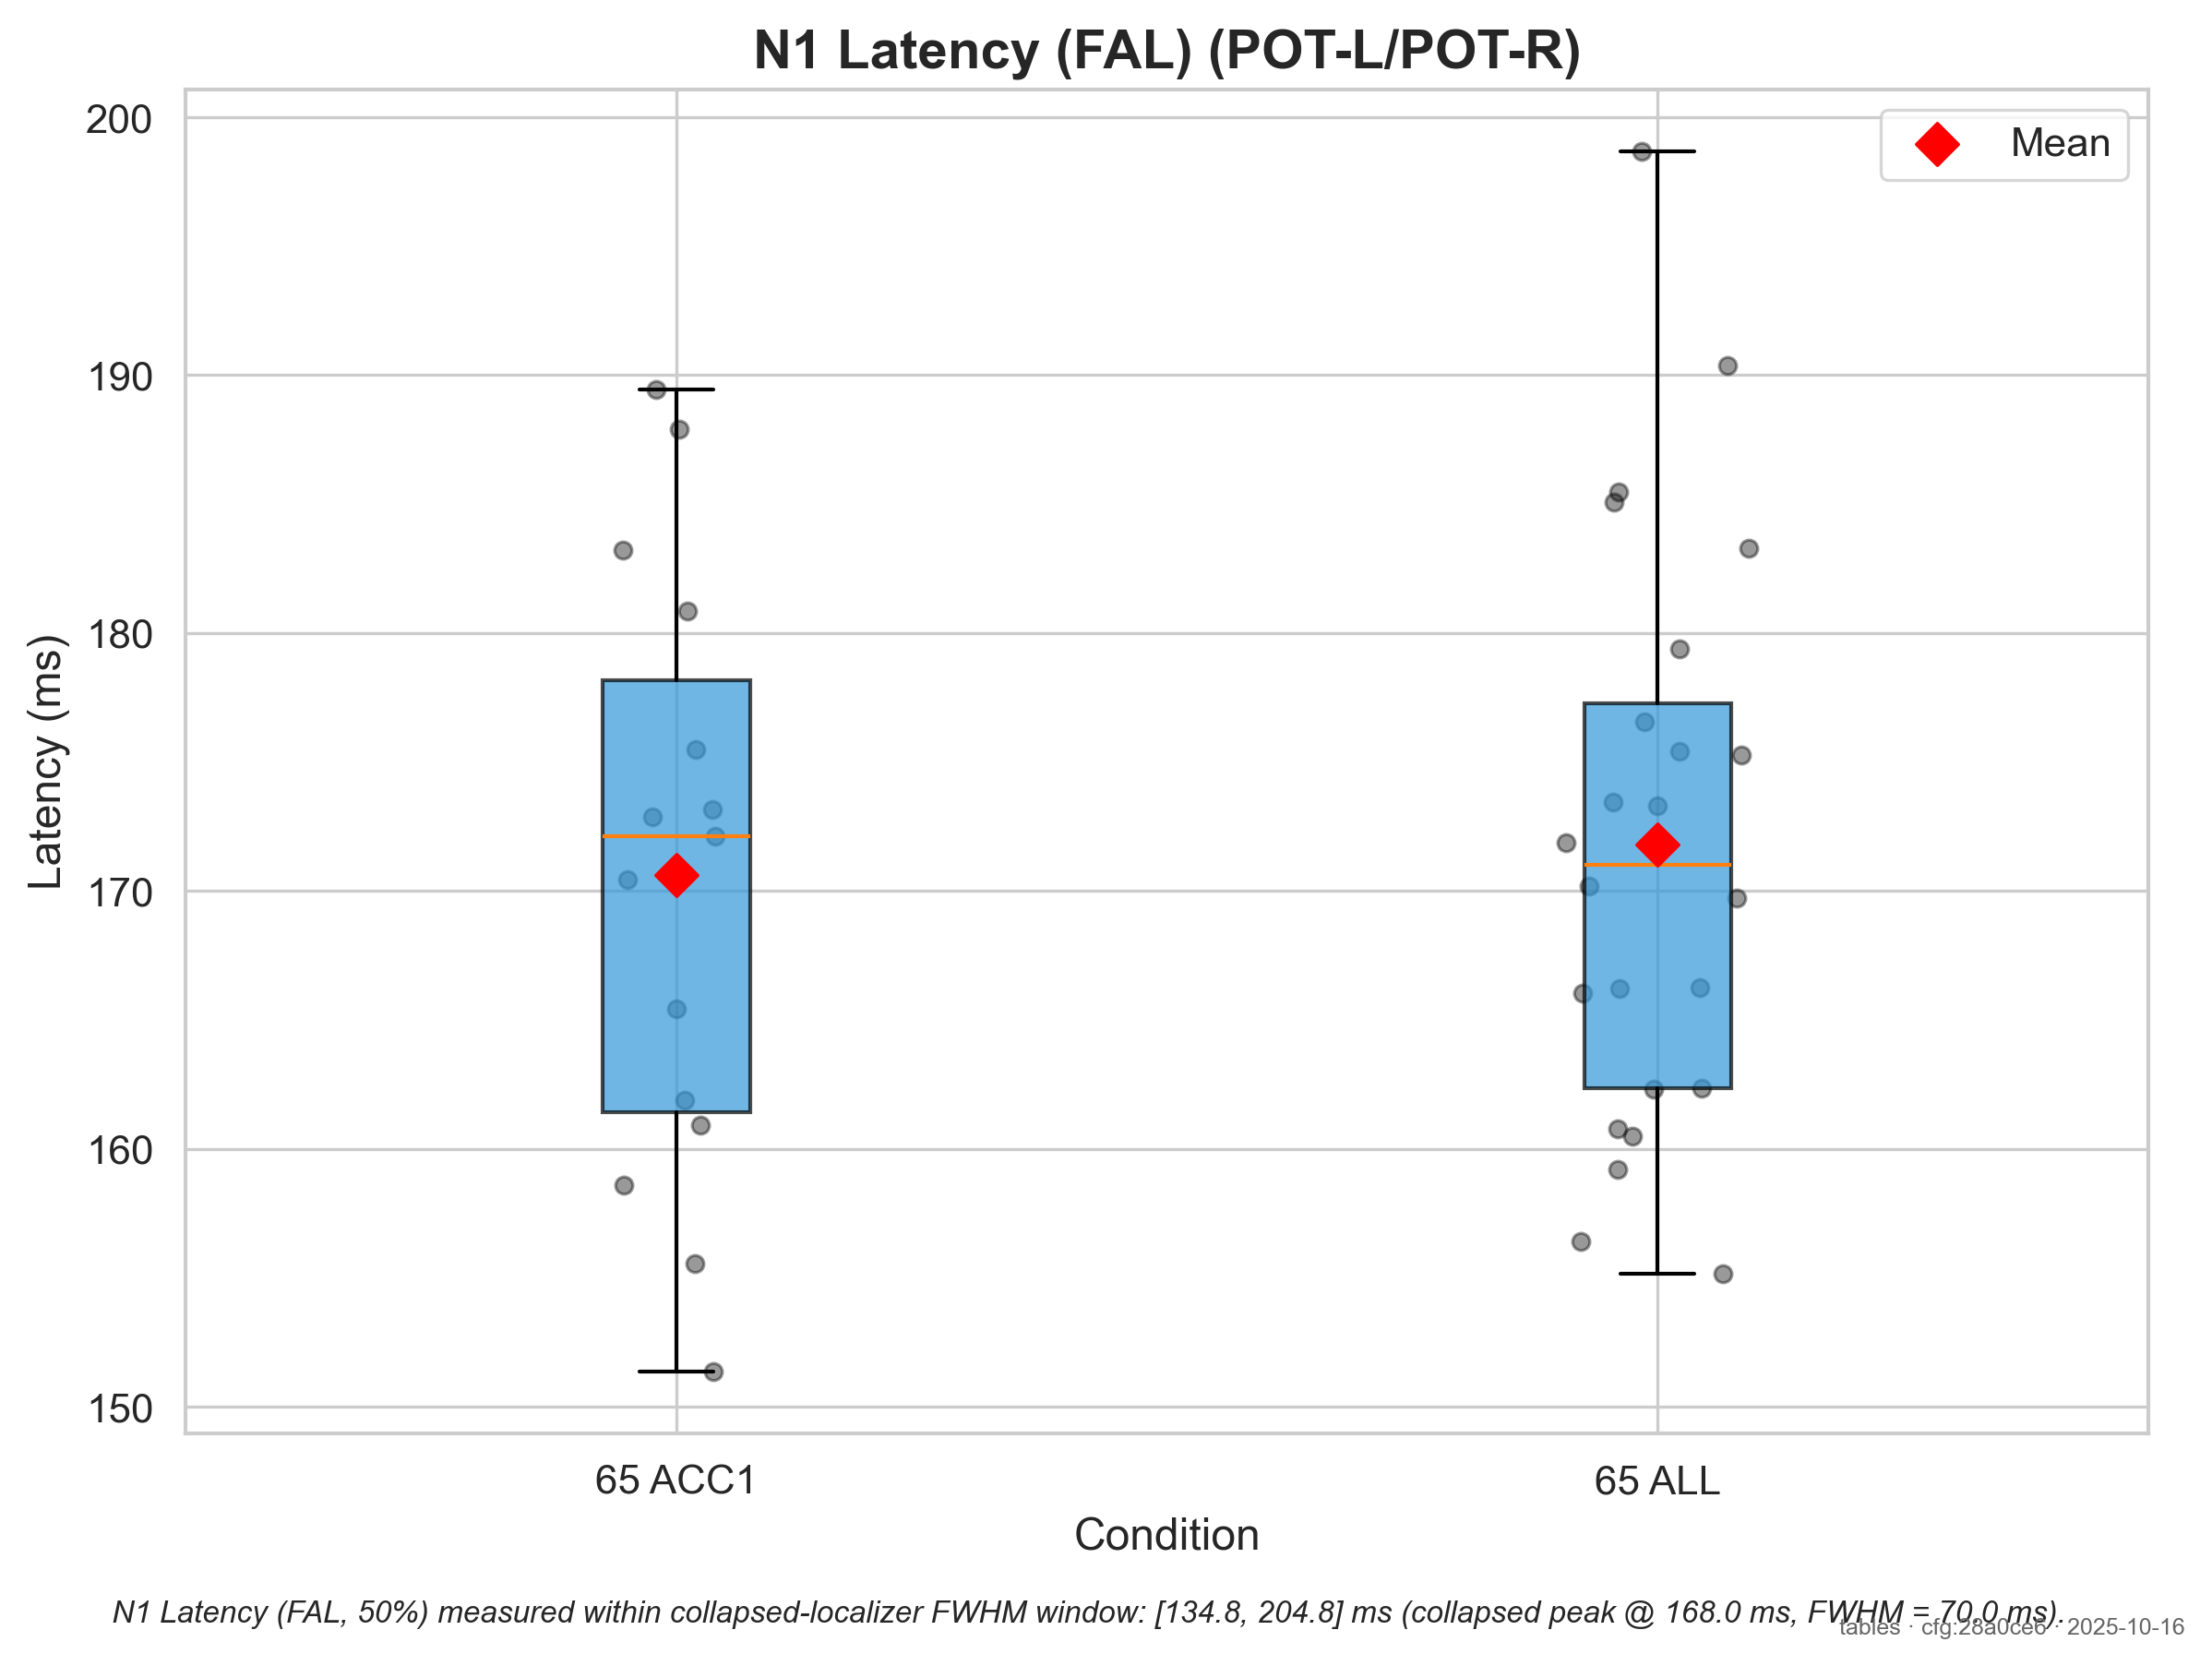 N1 Latency (FAL) (POT-L/POT-R)
Mean
200
190
180
170
160
150
Latency (ms)
65 ACC1
65 ALL
Condition
N1 Latency (FAL, 50%) measured within collapsed-localizer FWHM window: [134.8, 204.8] ms (collapsed peak @ 168.0 ms, FWHM = 70.0 ms).
tables · cfg:28a0ce6 · 2025-10-16